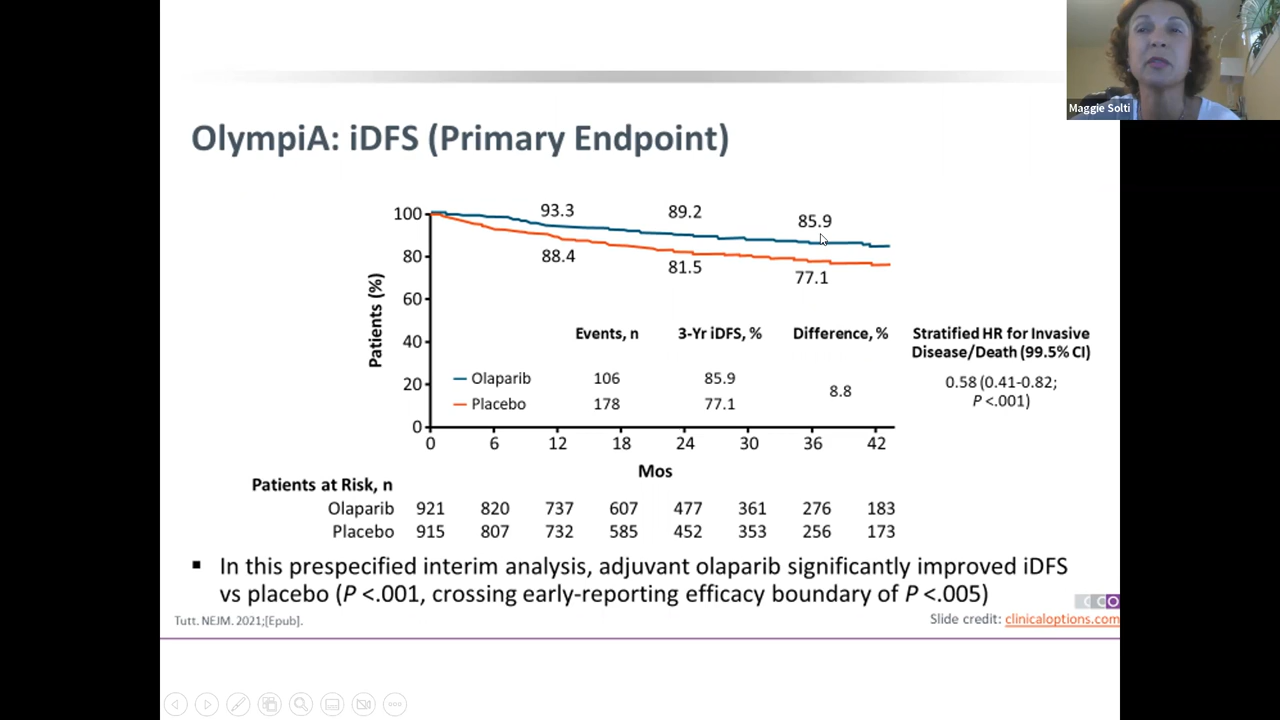 Maggie Solti
OlympiA: iDFS (Primary Endpoint)
Patients (%)
100
80
60
40
20
0
93.3 89.2 85.9
88.4 81.5 77.1
Events, n 3-Yr iDFS, % Difference, % Stratified HR for Invasive
Disease/Death (99.5% CI)
Olaparib 106 85.9
Placebo 178 77.1
8.8
0.58 (0.41-0.82;
P <.001)
0 6 12 18 24 30 36 42
Mos
Patients at Risk, n
Olaparib 921 820 737 607 477 361 276 183
Placebo 915 807 732 585 452 353 256 173
▪ In this prespecified interim analysis, adjuvant olaparib significantly improved iDFS
vs placebo (P <.001, crossing early-reporting efficacy boundary of P <.005)
CCO
Tutt. NEJM. 2021;[Epub].
Slide credit: clinicaloptions.com